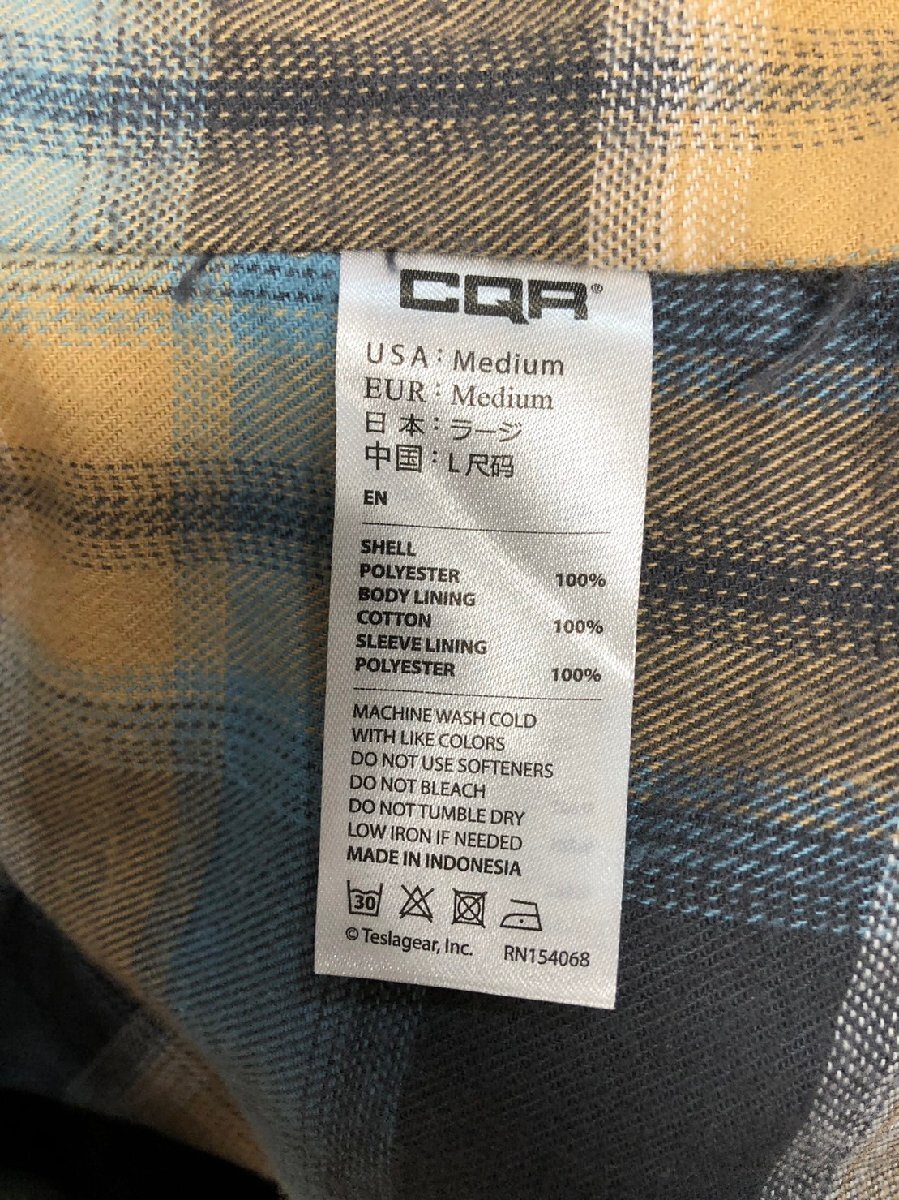 CQR®
USA: Medium
EUR: Medium
日本:ラージ
中国:L尺码
EN
SHELL
POLYESTER 100%
BODY LINING
COTTON 100%
SLEEVE LINING
POLYESTER 100%
MACHINE WASH COLD
WITH LIKE COLORS
DO NOT USE SOFTENERS
DO NOT BLEACH
DO NOT TUMBLE DRY
LOW IRON IF NEEDED
MADE IN INDONESIA
30
© Teslagear, Inc. RN154068